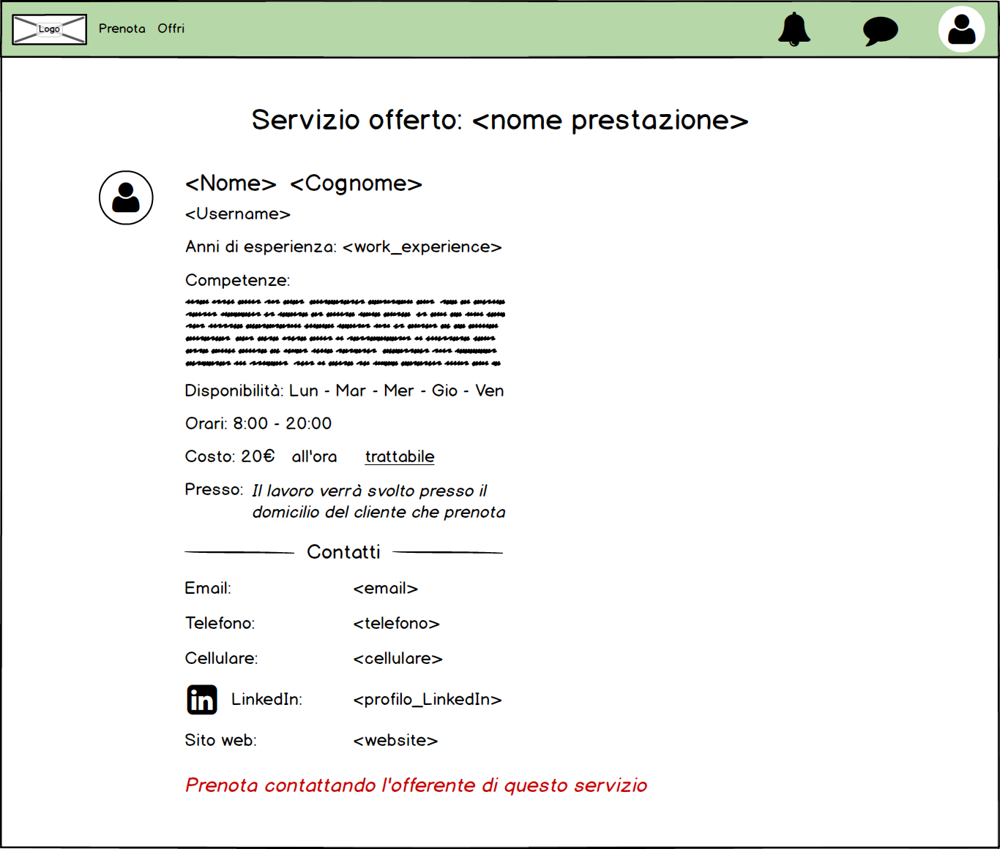 Logo Prenota Offri
Servizio offerto: <nome prestazione>
<Nome> <Cognome>
<Username>
Anni di esperienza: <work_experience>
Competenze:
Disponibilità: Lun - Mar - Mer - Gio - Ven
Orari: 8:00 - 20:00
Costo: 20€ all'ora trattabile
Presso: Il lavoro verrà svolto presso il
domicilio del cliente che prenota
Contatti
Email: <email>
Telefono: <telefono>
Cellulare: <cellulare>
in LinkedIn: <profilo_LinkedIn>
Sito web: <website>
Prenota contattando l'offerente di questo servizio